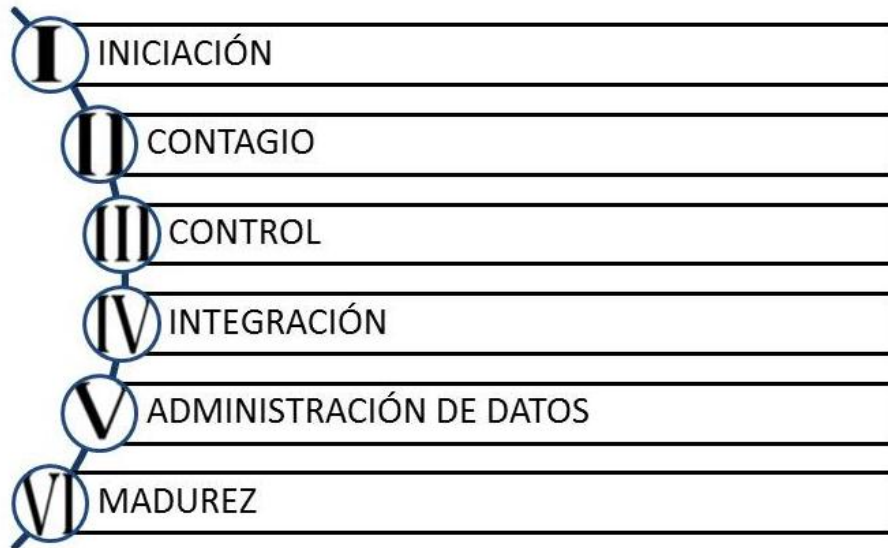 I INICIACIÓN
II CONTAGIO
III CONTROL
IV INTEGRACIÓN
V ADMINISTRACIÓN DE DATOS
VI MADUREZ